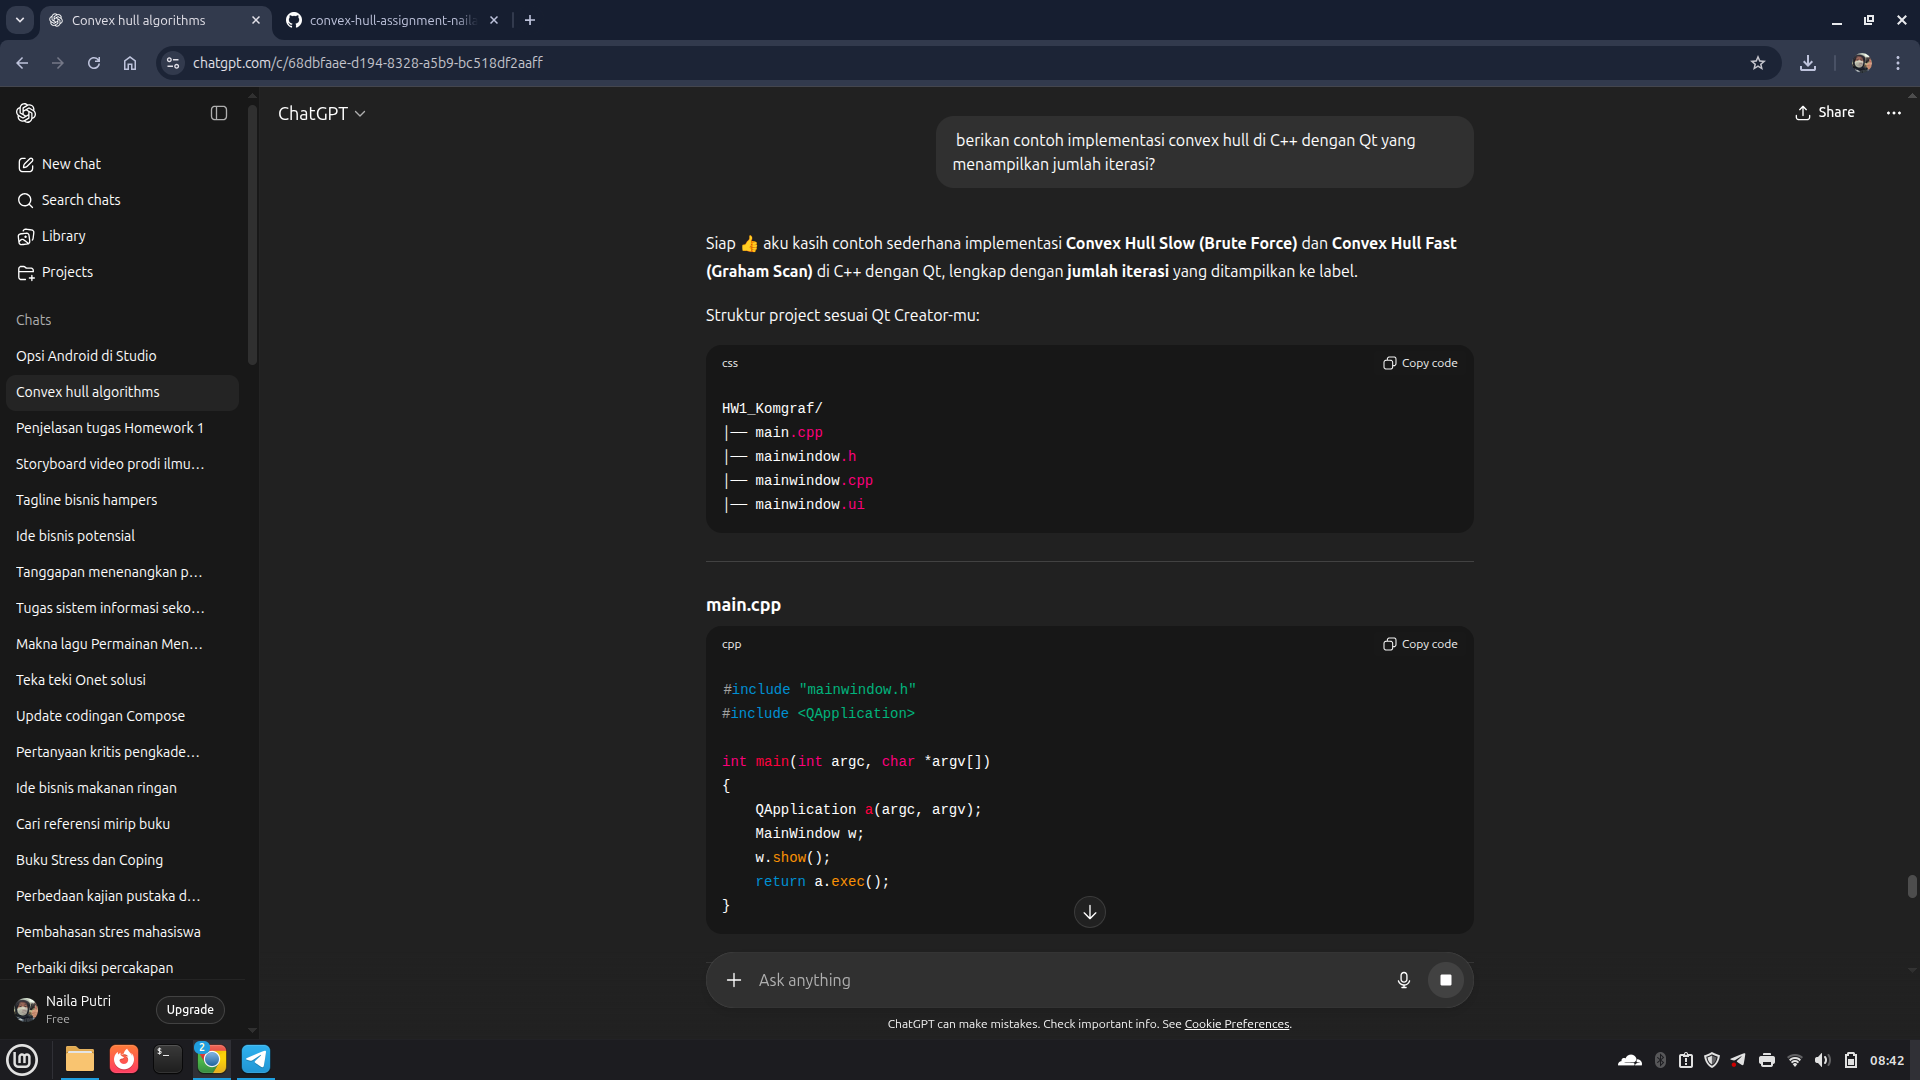 Convex hull algorithms
convex-hull-assignment-naila
chatgpt.com/c/68dbfaae-d194-8328-a5b9-bc518df2aaff
ChatGPT
Share
New chat
Search chats
Library
Projects
Chats
Opsi Android di Studio
Convex hull algorithms
Penjelasan tugas Homework 1
Storyboard video prodi ilmu...
Tagline bisnis hampers
Ide bisnis potensial
Tanggapan menenangkan p...
Tugas sistem informasi seko...
Makna lagu Permainan Men...
Teka teki Onet solusi
Update codingan Compose
Pertanyaan kritis pengkade...
Ide bisnis makanan ringan
Cari referensi mirip buku
Buku Stress dan Coping
Perbedaan kajian pustaka d...
Pembahasan stres mahasiswa
Perbaiki diksi percakapan
Naila Putri
Free
Upgrade
berikan contoh implementasi convex hull di C++ dengan Qt yang
menampilkan jumlah iterasi?
Siap 👍 aku kasih contoh sederhana implementasi Convex Hull Slow (Brute Force) dan Convex Hull Fast
(Graham Scan) di C++ dengan Qt, lengkap dengan jumlah iterasi yang ditampilkan ke label.
Struktur project sesuai Qt Creator-mu:
css
Copy code
HW1_Komgraf/
|── main.cpp
|── mainwindow.h
|── mainwindow.cpp
|── mainwindow.ui
main.cpp
cpp
Copy code
#include "mainwindow.h"
#include <QApplication>
int main(int argc, char *argv[])
{
    QApplication a(argc, argv);
    MainWindow w;
    w.show();
    return a.exec();
}
Ask anything
ChatGPT can make mistakes. Check important info. See Cookie Preferences.
2
08:42